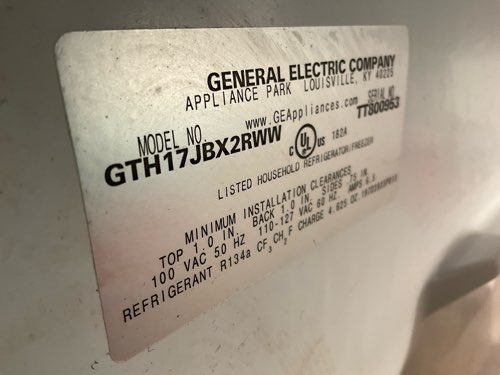 GENERAL ELECTRIC COMPANY
APPLIANCE PARK LOUISVILLE, KY 40225
www.GEAppliances.com
MODEL NO. SERIAL NO.
GTH17JBX2RWW TT800953
C UL US 182A
LISTED HOUSEHOLD REFRIGERATOR/FREEZER
MINIMUM INSTALLATION CLEARANCES
TOP 1.0 IN. BACK 1.0 IN. SIDES .75 IN.
100 VAC 50 HZ 110-127 VAC 60 HZ. AMPS 6.5
REFRIGERANT R134a CF3CH2F CHARGE 4.625 OZ.